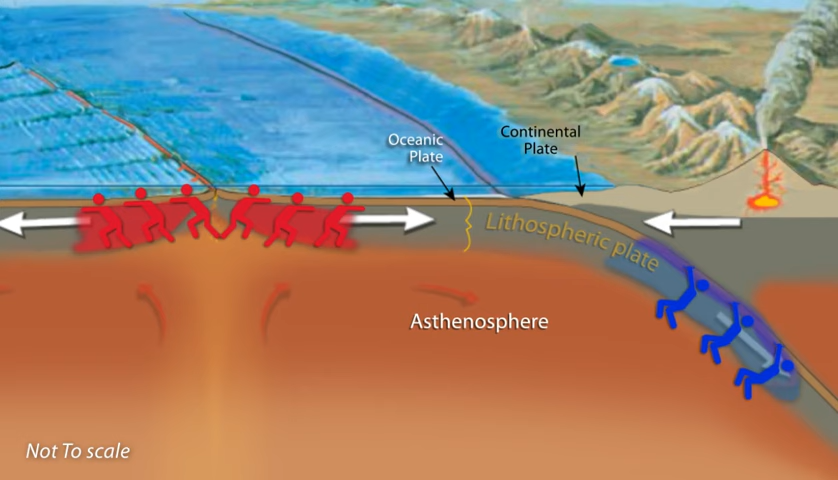 Oceanic
Plate
Continental
Plate
Lithospheric plate
Asthenosphere
Not To scale